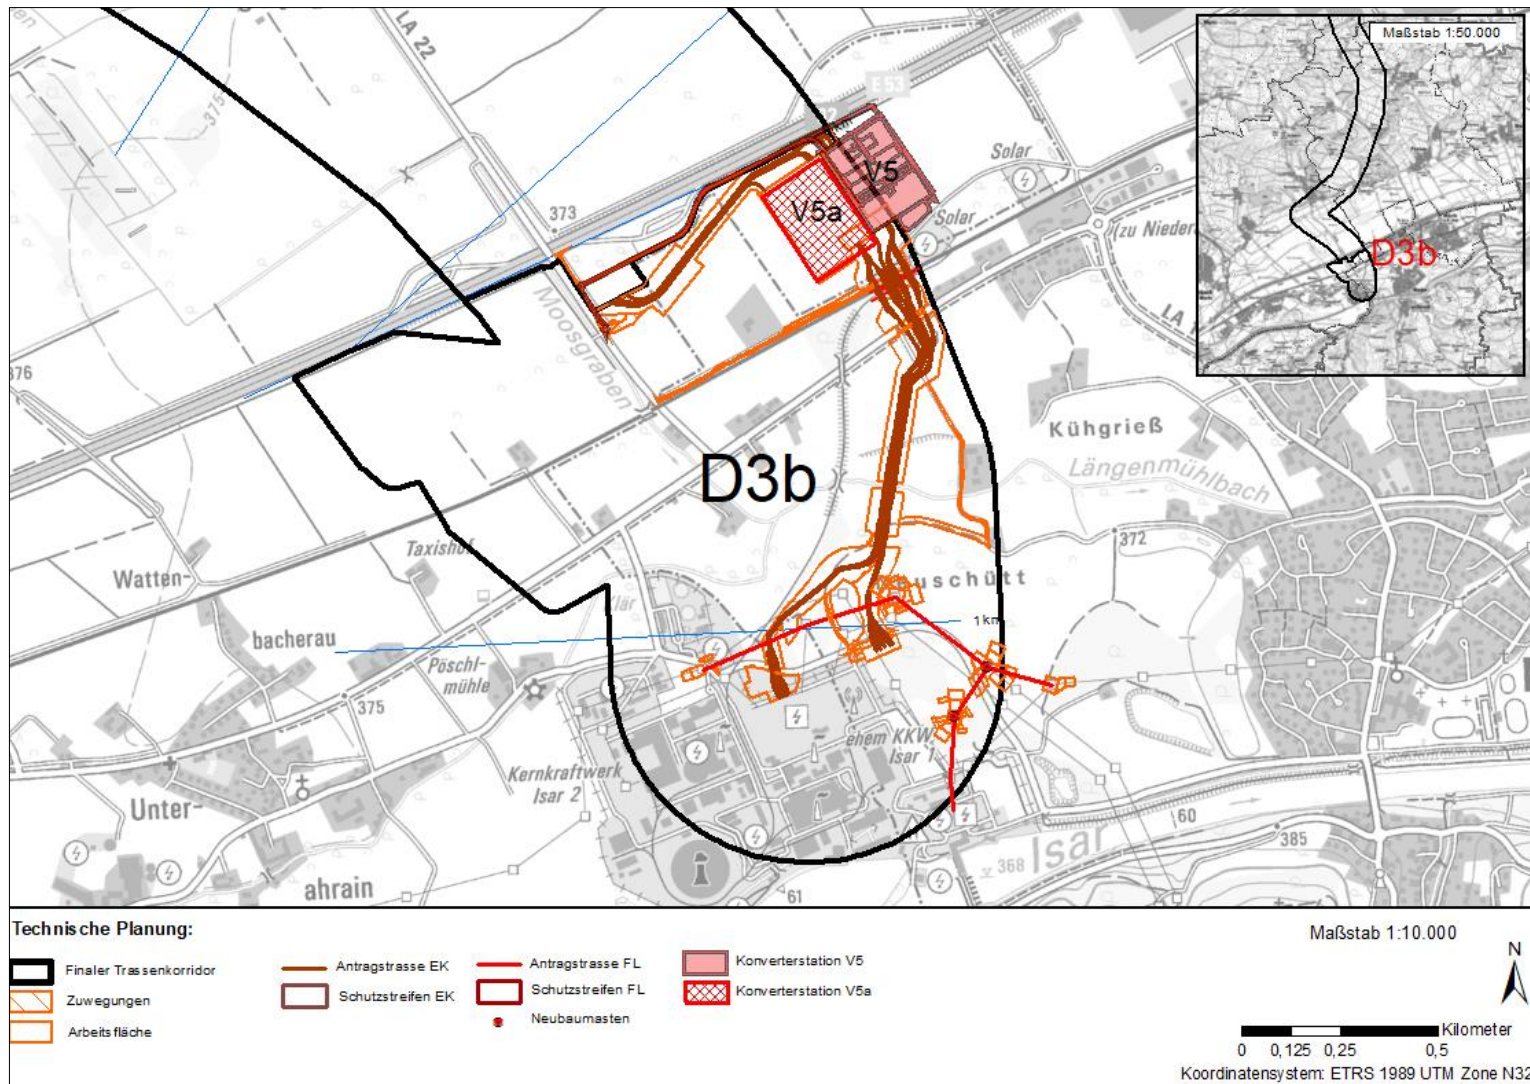 LA 22
375
E 53
Maßstab 1:50.000
D3b
Solar
V5
V5a
Solar
373
(zu Nieder
Moosgraben
376
LA 1
Kühgrieß
Längenmühlbach
D3b
372
Taxishof
Watten-
bacherau
Klär
uschütt
1km
Pöschl-
mühle
375
ehem KKW
Isar 1
Kernkraftwerk
Isar 2
Unter-
ahrain
60
385
368
Isar
61
Technische Planung:
Finaler Trassenkorridor
Zuwegungen
Arbeitsfläche
Antragstrasse EK
Schutzstreifen EK
Antragstrasse FL
Schutzstreifen FL
Neubaumasten
Konverterstation V5
Konverterstation V5a
Maßstab 1:10.000
N
Kilometer
0 0,125 0,25 0,5
Koordinatensystem: ETRS 1989 UTM Zone N32